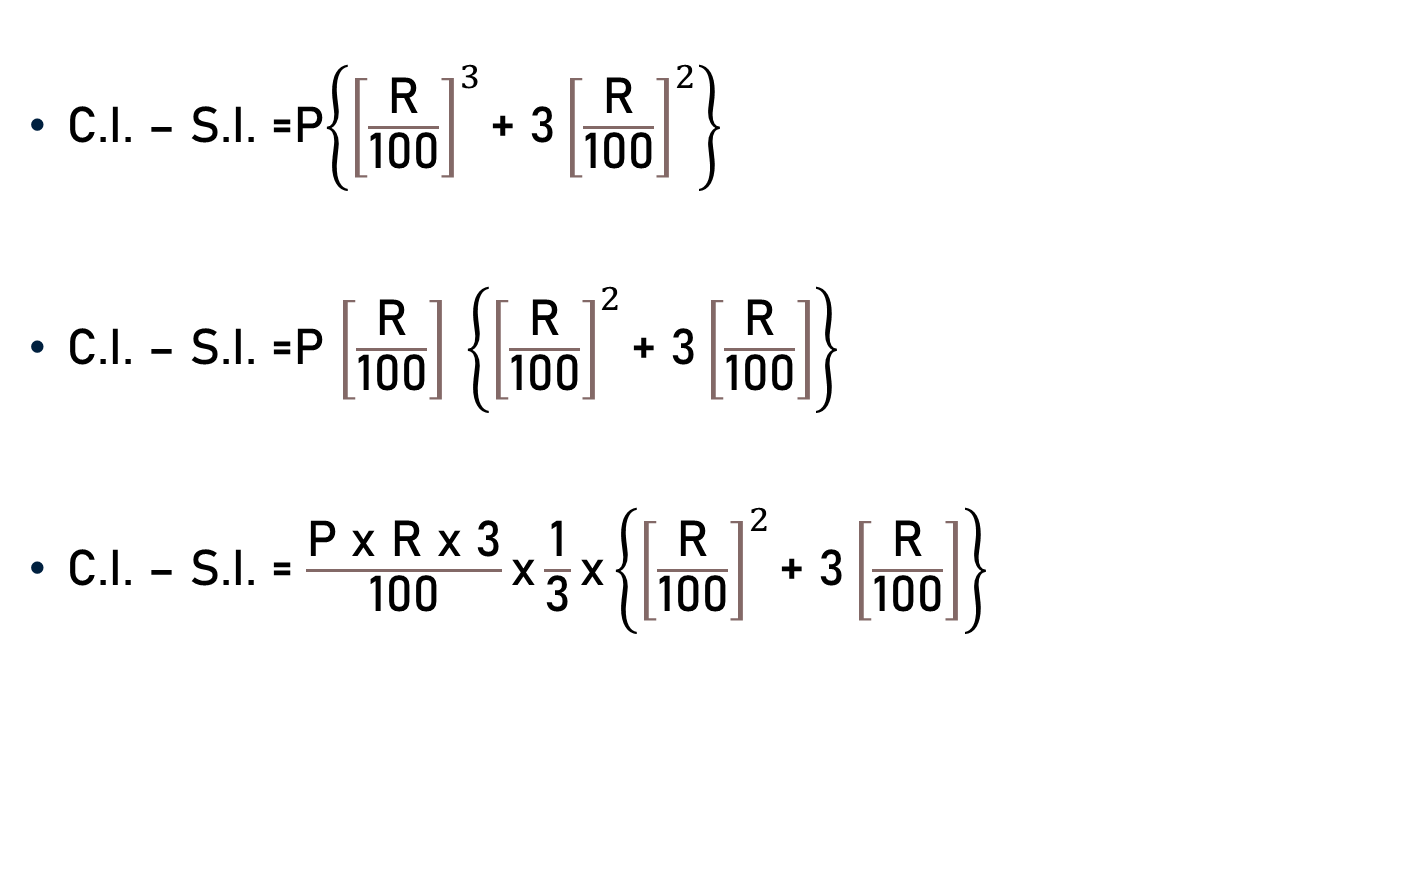 • C.I. – S.I. =P{[R/100]³ + 3 [R/100]²}
• C.I. – S.I. =P [R/100] {[R/100]² + 3 [R/100]}
• C.I. – S.I. = P x R x 3/100 x 1/3 x {[R/100]² + 3 [R/100]}